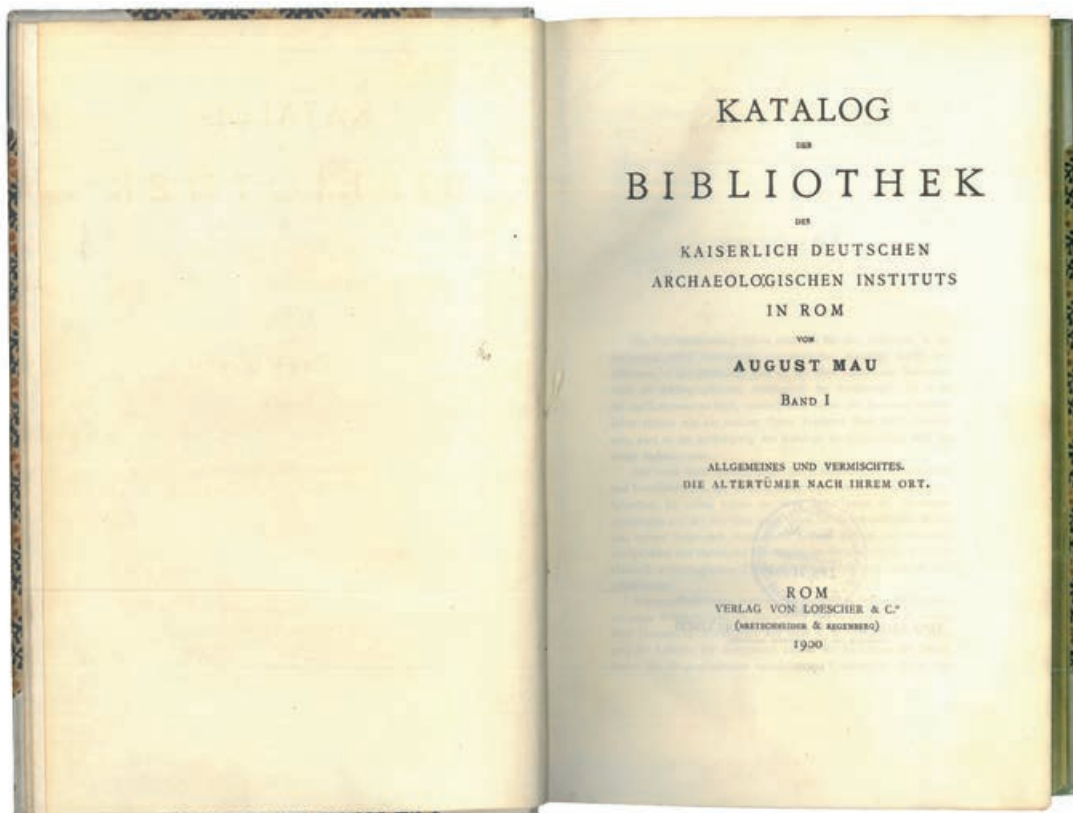 KATALOG
DER
BIBLIOTHEK
DES
KAISERLICH DEUTSCHEN
ARCHAEOLOGISCHEN INSTITUTS
IN ROM
VON
AUGUST MAU
BAND I
ALLGEMEINES UND VERMISCHTES.
DIE ALTERTÜMER NACH IHREM ORT.
ROM
VERLAG VON LOESCHER & C.º
(BRETSCHNEIDER & REGENBERG)
1900